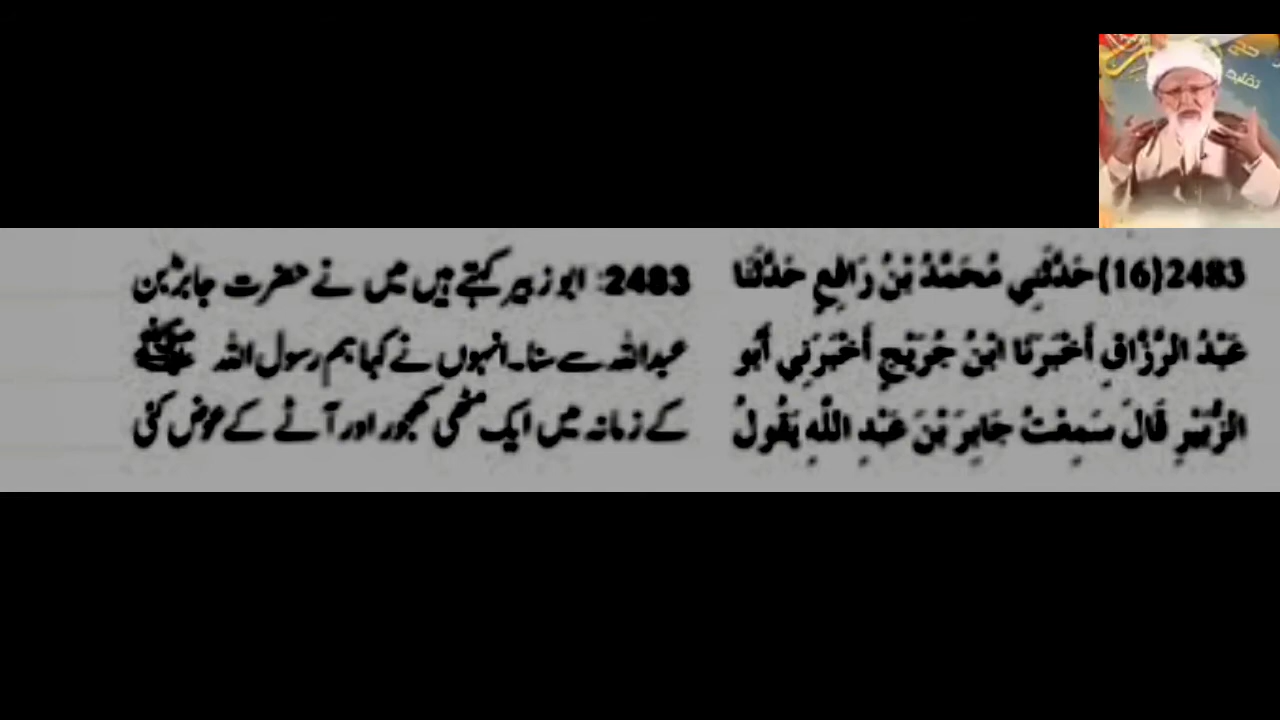 حج
تقلید
2483(16)حَدَّثَنِي مُحَمَّدُ بْنُ رَافِعٍ حَدَّثَنَا
عَبْدُ الرَّزَّاقِ أَخْبَرَنَا ابْنُ جُرَيْجٍ أَخْبَرَنِي أَبُو
الزُّبَيْرِ قَالَ سَمِعْتُ جَابِرَ بْنَ عَبْدِ اللَّهِ يَقُولُ
2483: ابو زبیر کہتے ہیں میں نے حضرت جابرؓ بن
عبداللہ سے سنا۔ انہوں نے کہا ہم رسول اللہ ﷺ
کے زمانہ میں ایک مٹھی کھجور اور آٹے کے عوض کئی